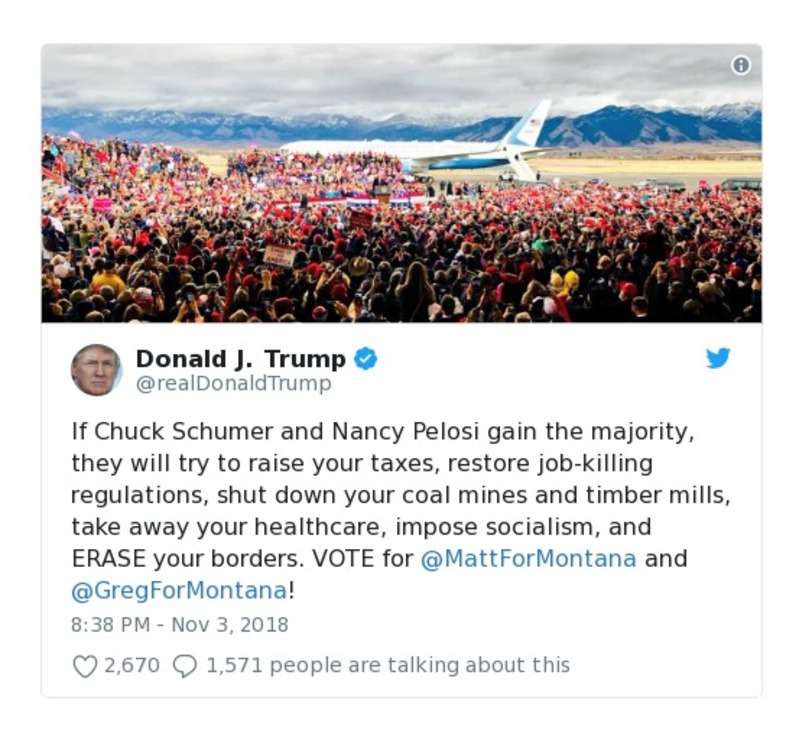 Donald J. Trump
@realDonaldTrump
If Chuck Schumer and Nancy Pelosi gain the majority,
they will try to raise your taxes, restore job-killing
regulations, shut down your coal mines and timber mills,
take away your healthcare, impose socialism, and
ERASE your borders. VOTE for @MattForMontana and
@GregForMontana!
8:38 PM - Nov 3, 2018
2,670 1,571 people are talking about this